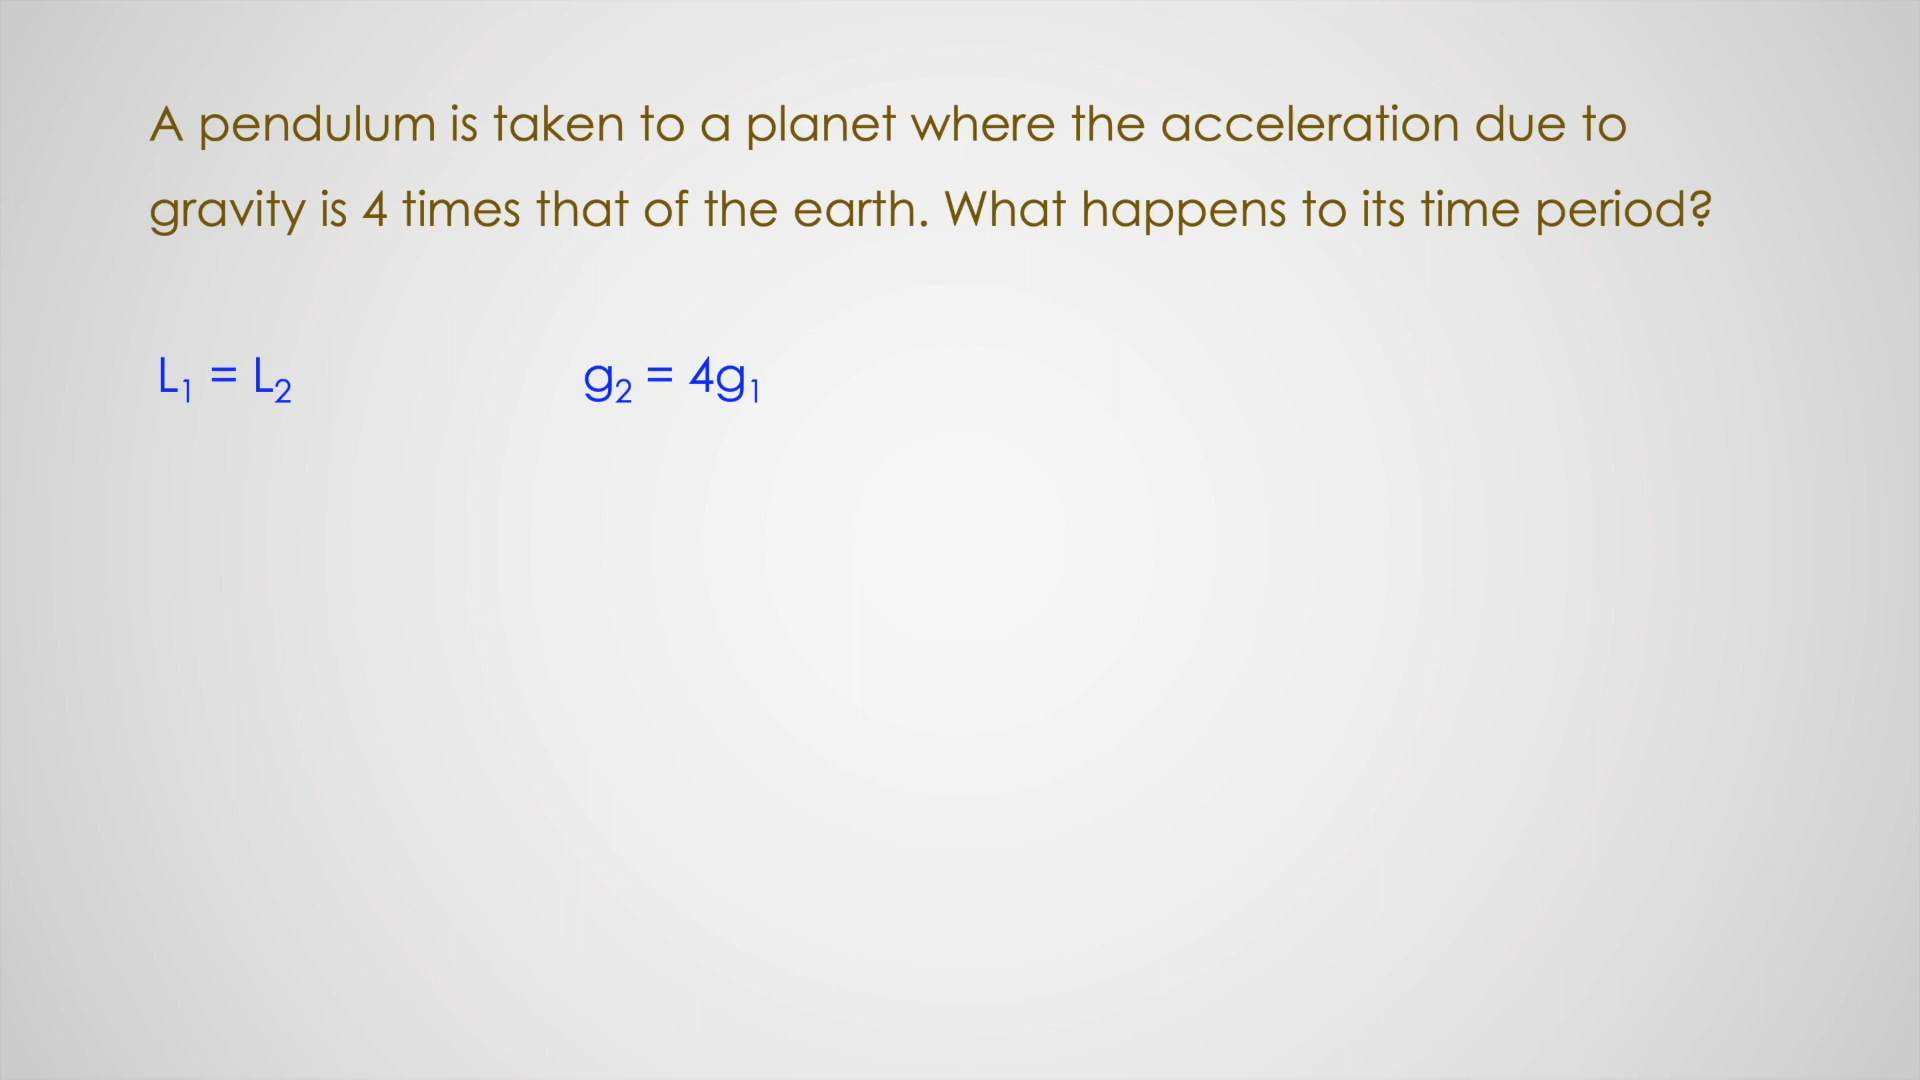 A pendulum is taken to a planet where the acceleration due to
gravity is 4 times that of the earth. What happens to its time period?
L₁ = L₂ g₂ = 4g₁